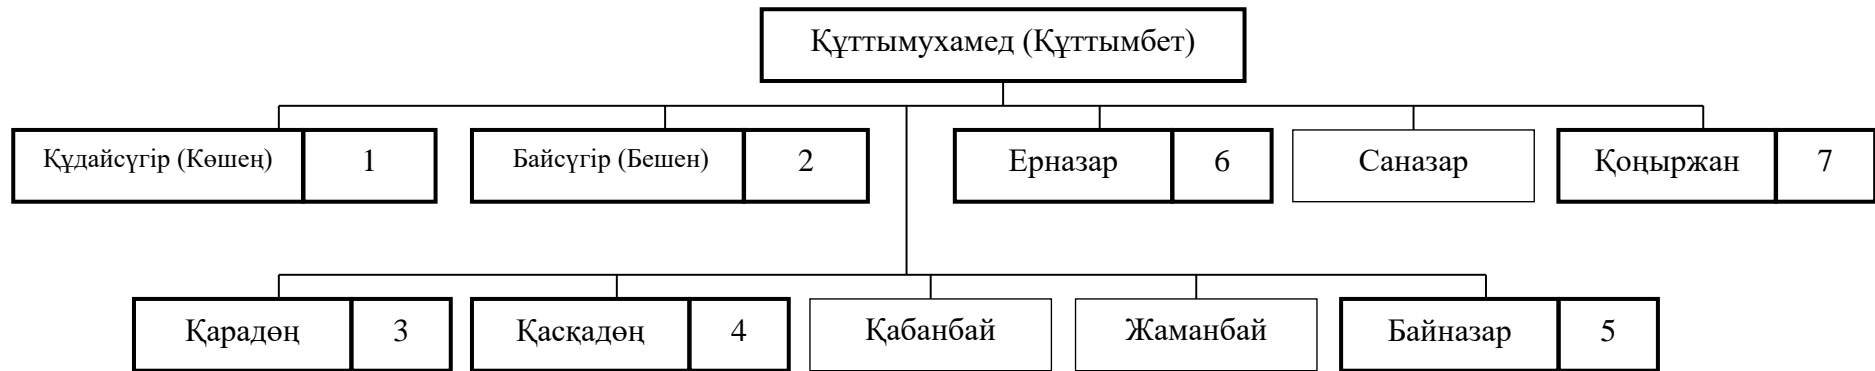 Құттымухамед (Құттымбет)
Құдайсүгір (Көшең) 1
Байсүгір (Бешен) 2
Ерназар 6
Саназар
Қоңыржан 7
Қарадөң 3
Қасқадөң 4
Қабанбай
Жаманбай
Байназар 5